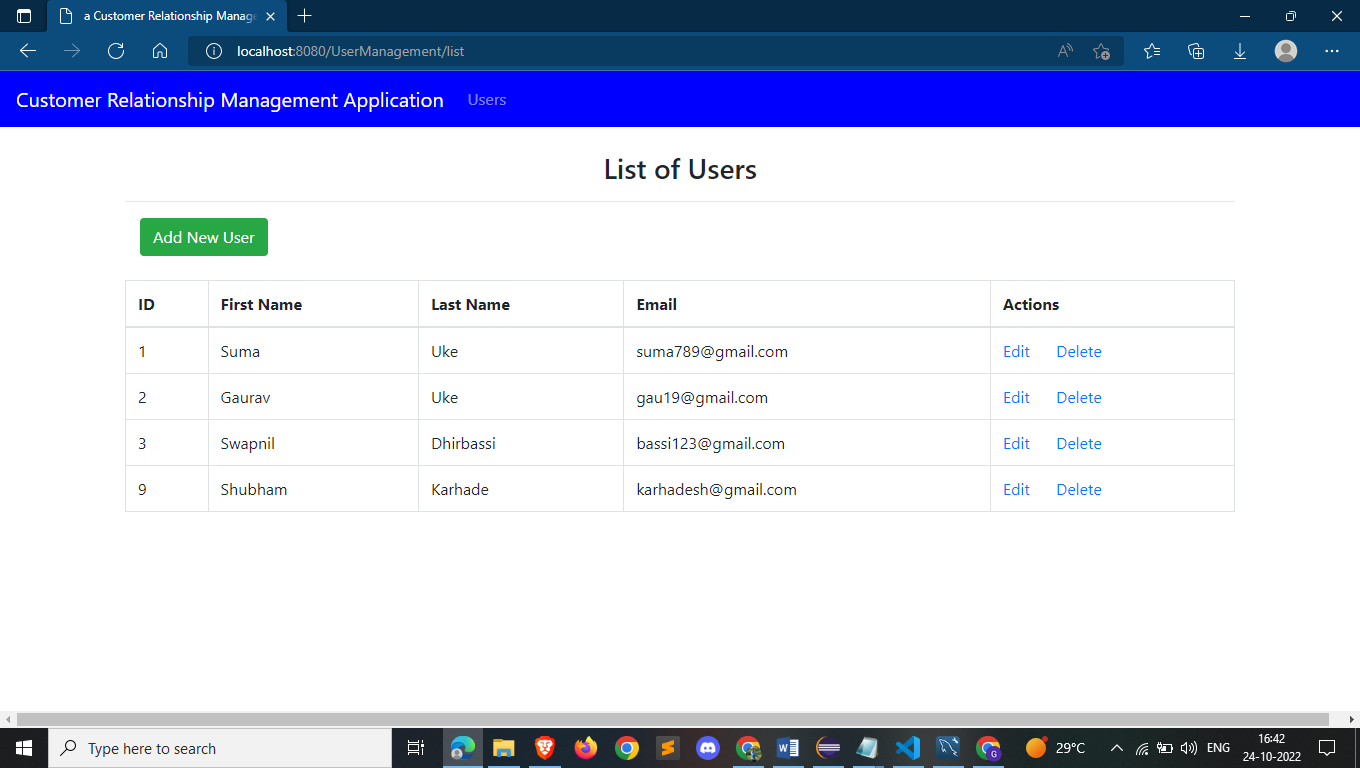 a Customer Relationship Manage
localhost:8080/UserManagement/list
Customer Relationship Management Application Users
List of Users
Add New User
ID First Name Last Name Email Actions
1 Suma Uke suma789@gmail.com Edit Delete
2 Gaurav Uke gau19@gmail.com Edit Delete
3 Swapnil Dhirbassi bassi123@gmail.com Edit Delete
9 Shubham Karhade karhadesh@gmail.com Edit Delete
Type here to search 29°C ENG 16:42
24-10-2022